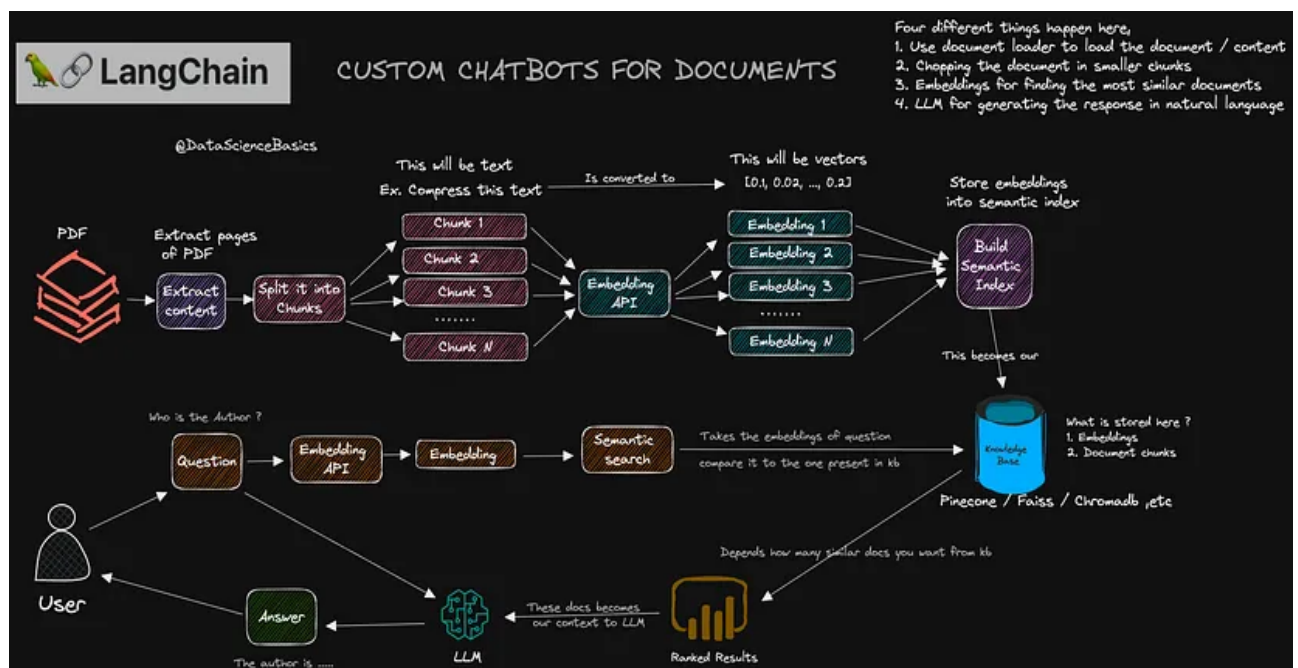 LangChain
CUSTOM CHATBOTS FOR DOCUMENTS
Four different things happen here,
1. Use document loader to load the document / content
2. Chopping the document in smaller chunks
3. Embeddings for finding the most similar documents
4. LLM for generating the response in natural language
@DataScienceBasics
This will be text
Ex. Compress this text
Is converted to
This will be vectors
[0.1, 0.02, ..., 0.2]
Store embeddings
into semantic index
PDF
Extract pages
of PDF
Extract
content
Split it into
Chunks
Chunk 1
Chunk 2
Chunk 3
.......
Chunk N
Embedding
API
Embedding 1
Embedding 2
Embedding 3
.......
Embedding N
Build
Semantic
Index
This becomes our
Who is the Author ?
Question
Embedding
API
Embedding
Semantic
search
Takes the embeddings of question
compare it to the one present in kb
Knowledge
Base
What is stored here ?
1. Embeddings
2. Document chunks
Pinecone / Faiss / Chromadb ,etc
Depends how many similar docs you want from kb
User
Answer
The author is .....
LLM
These docs becomes
our context to LLM
Ranked Results